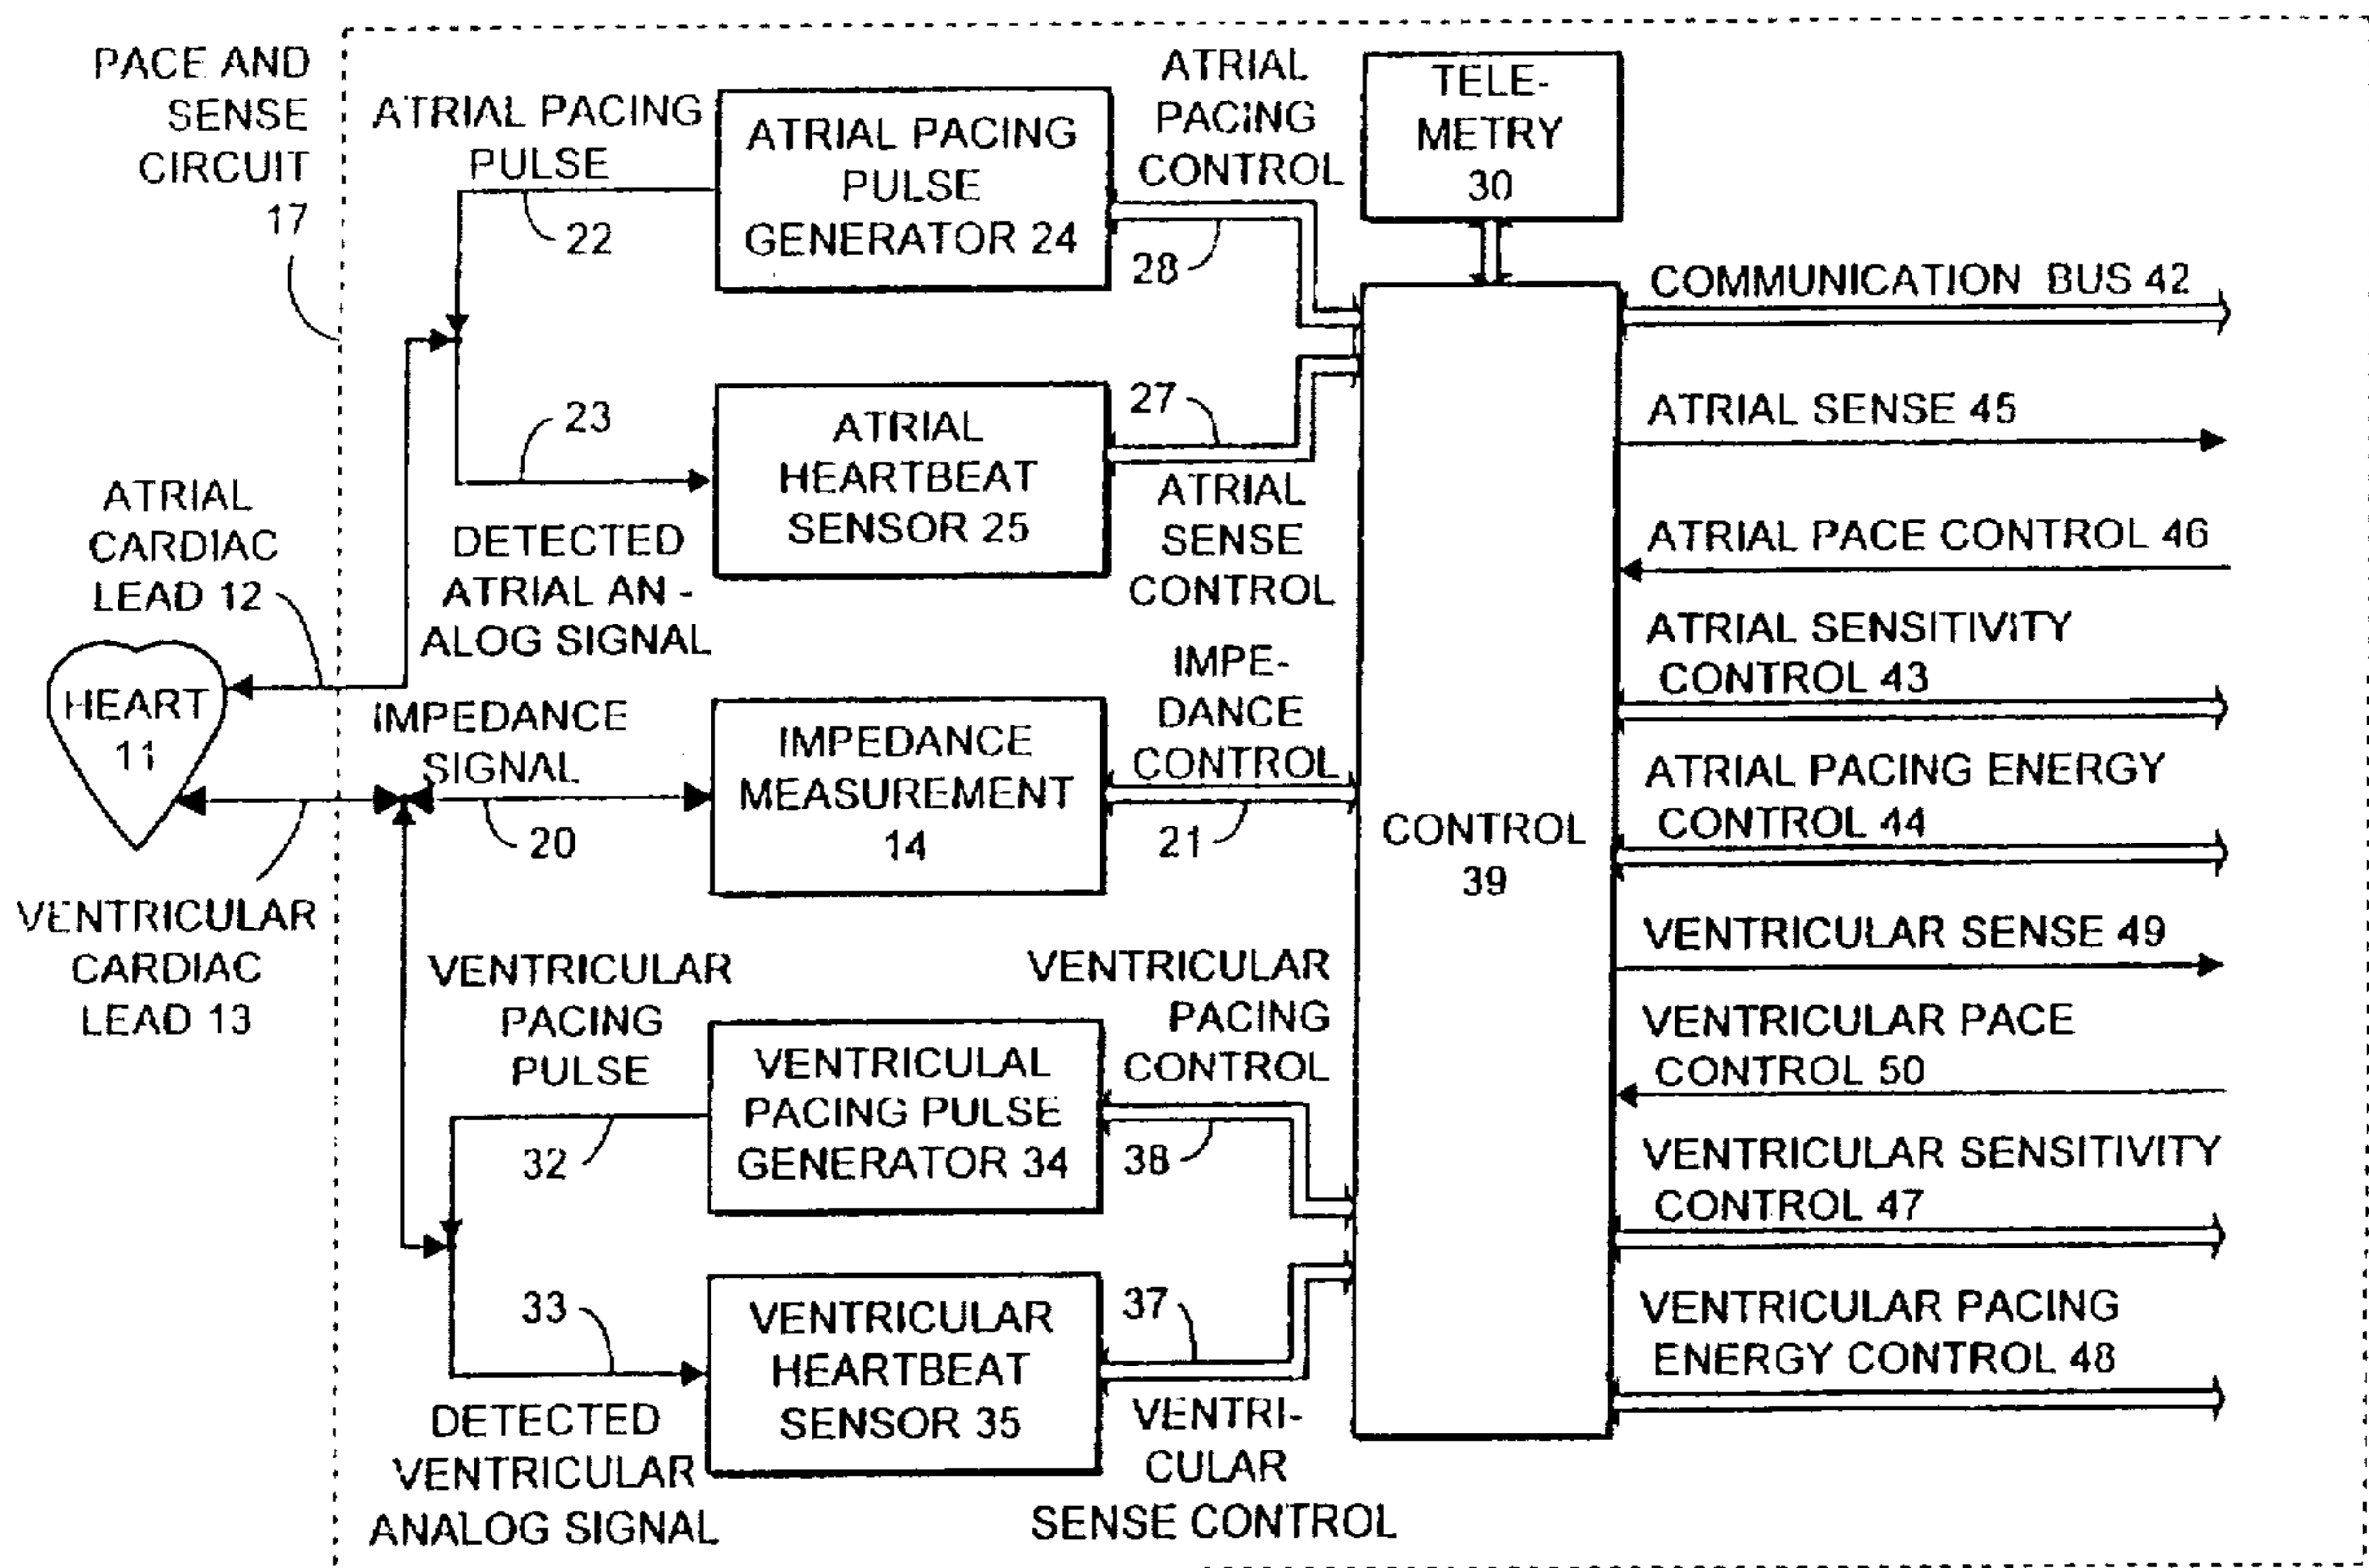 PACE AND
SENSE
CIRCUIT
17
ATRIAL PACING
PULSE
22
ATRIAL PACING
PULSE
GENERATOR 24
ATRIAL
PACING
CONTROL
28
TELE-
METRY
30
COMMUNICATION BUS 42
23
DETECTED
ATRIAL AN -
ALOG SIGNAL
ATRIAL
HEARTBEAT
SENSOR 25
27
ATRIAL
SENSE
CONTROL
ATRIAL SENSE 45
ATRIAL PACE CONTROL 46
ATRIAL SENSITIVITY
CONTROL 43
ATRIAL PACING ENERGY
CONTROL 44
ATRIAL
CARDIAC
LEAD 12
HEART
11
IMPEDANCE
SIGNAL
20
IMPEDANCE
MEASUREMENT
14
IMPE-
DANCE
CONTROL
21
CONTROL
39
VENTRICULAR
CARDIAC
LEAD 13
VENTRICULAR
PACING
PULSE
32
VENTRICULAL
PACING PULSE
GENERATOR 34
VENTRICULAR
PACING
CONTROL
38
VENTRICULAR SENSE 49
VENTRICULAR PACE
CONTROL 50
VENTRICULAR SENSITIVITY
CONTROL 47
VENTRICULAR PACING
ENERGY CONTROL 48
33
DETECTED
VENTRICULAR
ANALOG SIGNAL
VENTRICULAR
HEARTBEAT
SENSOR 35
37
VENTRI-
CULAR
SENSE CONTROL